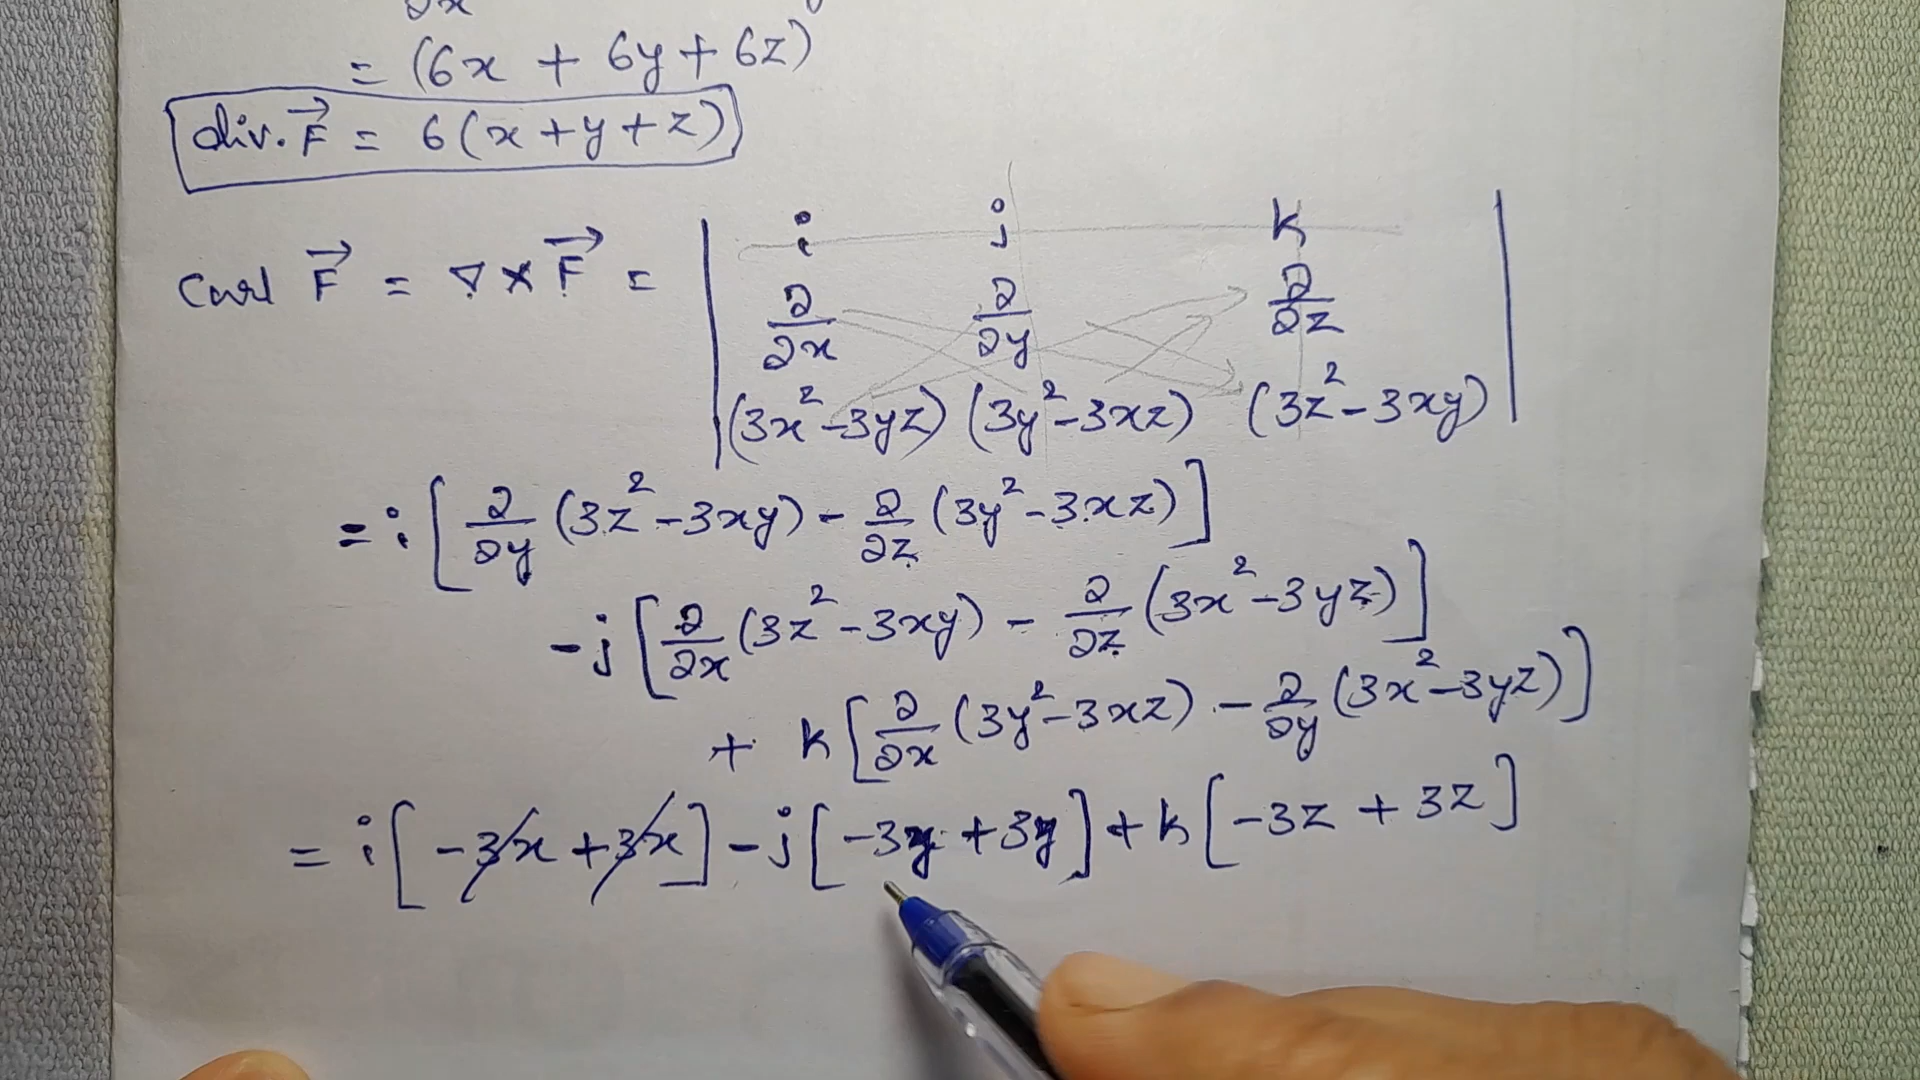 ∂x
= (6x + 6y + 6z)
div. F⃗ = 6(x + y + z)
Curl F⃗ = ∇ × F⃗ = | i j k
∂/∂x ∂/∂y ∂/∂z
(3x² - 3yz) (3y² - 3xz) (3z² - 3xy) |
= i [ ∂/∂y (3z² - 3xy) - ∂/∂z (3y² - 3xz) ]
- j [ ∂/∂x (3z² - 3xy) - ∂/∂z (3x² - 3yz) ]
+ k [ ∂/∂x (3y² - 3xz) - ∂/∂y (3x² - 3yz) ]
= i [ -3x + 3x ] - j [ -3y + 3y ] + k [ -3z + 3z ]